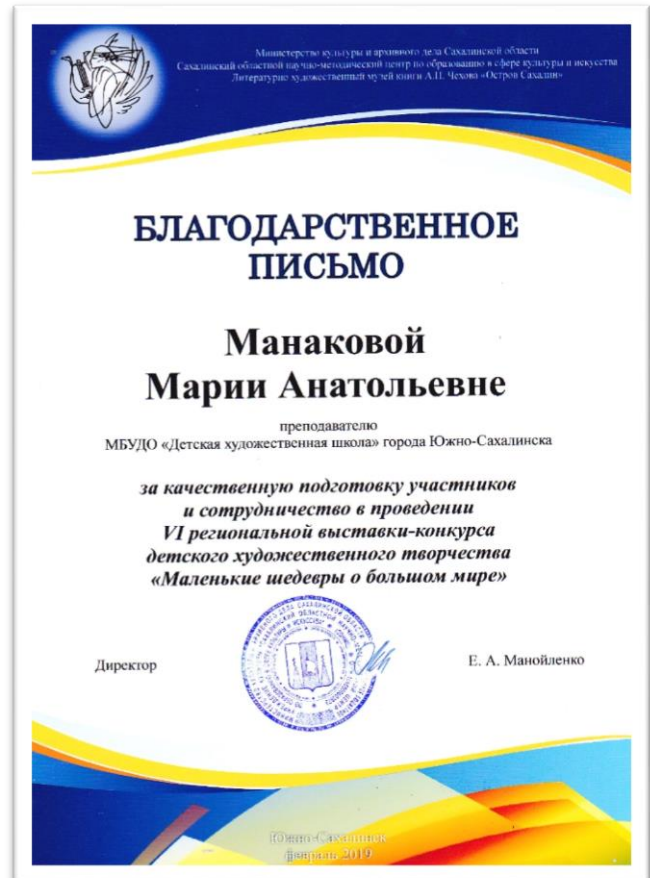 Министерство культуры и архивного дела Сахалинской области
Сахалинский областной научно-методический центр по образованию в сфере культуры и искусства
Литературно художественный музей книги А.П. Чехова «Остров Сахалин»
БЛАГОДАРСТВЕННОЕ
ПИСЬМО
Манаковой
Марии Анатольевне
преподавателю
МБУДО «Детская художественная школа» города Южно-Сахалинска
за качественную подготовку участников
и сотрудничество в проведении
VI региональной выставки-конкурса
детского художественного творчества
«Маленькие шедевры о большом мире»
Директор
Е. А. Манойленко
Южно-Сахалинск
февраль 2019